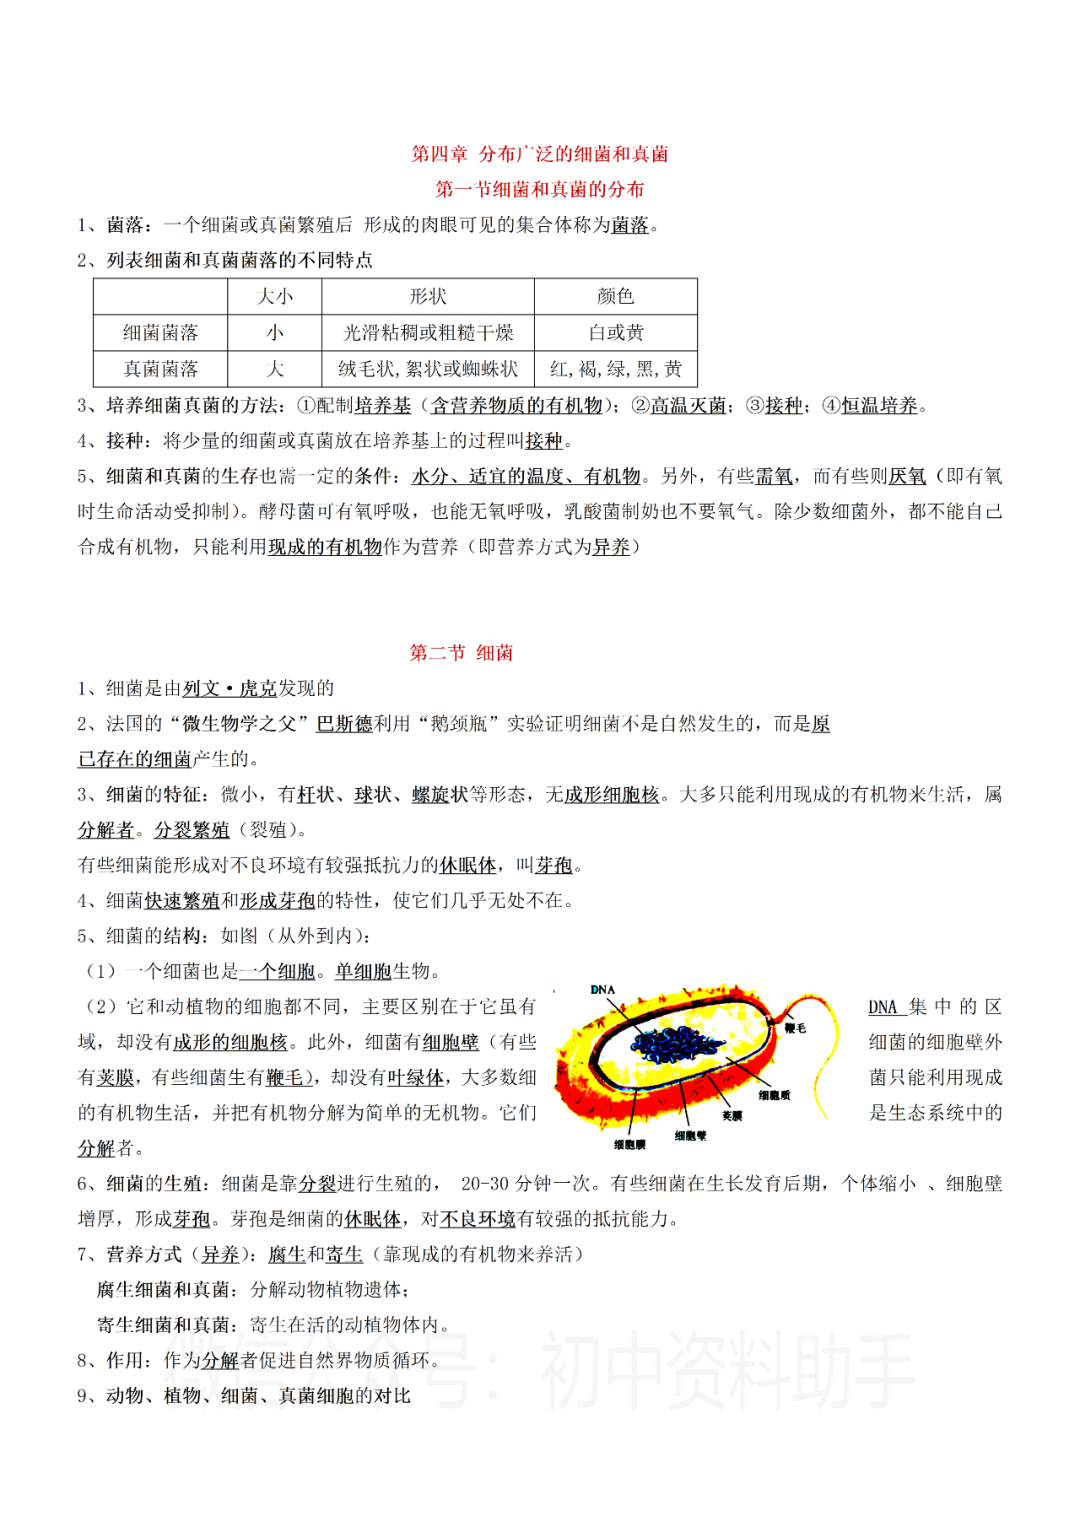 第四章 分布广泛的细菌和真菌
第一节细菌和真菌的分布
1、菌落：一个细菌或真菌繁殖后 形成的肉眼可见的集合体称为菌落。
2、列表细菌和真菌菌落的不同特点
大小 形状 颜色
细菌菌落 小 光滑粘稠或粗糙干燥 白或黄
真菌菌落 大 绒毛状,絮状或蜘蛛状 红,褐,绿,黑,黄
3、培养细菌真菌的方法：①配制培养基（含营养物质的有机物）；②高温灭菌；③接种；④恒温培养。
4、接种：将少量的细菌或真菌放在培养基上的过程叫接种。
5、细菌和真菌的生存也需一定的条件：水分、适宜的温度、有机物。另外，有些需氧，而有些则厌氧（即有氧
时生命活动受抑制）。酵母菌可有氧呼吸，也能无氧呼吸，乳酸菌制奶也不要氧气。除少数细菌外，都不能自己
合成有机物，只能利用现成的有机物作为营养（即营养方式为异养）
第二节 细菌
1、细菌是由列文·虎克发现的
2、法国的“微生物学之父”巴斯德利用“鹅颈瓶”实验证明细菌不是自然发生的，而是原
已存在的细菌产生的。
3、细菌的特征：微小，有杆状、球状、螺旋状等形态，无成形细胞核。大多只能利用现成的有机物来生活，属
分解者。分裂繁殖（裂殖）。
有些细菌能形成对不良环境有较强抵抗力的休眠体，叫芽孢。
4、细菌快速繁殖和形成芽孢的特性，使它们几乎无处不在。
5、细菌的结构：如图（从外到内）：
（1）一个细菌也是一个细胞。单细胞生物。
（2）它和动植物的细胞都不同，主要区别在于它虽有 DNA 集中的区
域，却没有成形的细胞核。此外，细菌有细胞壁（有些 细菌的细胞壁外
有荚膜，有些细菌生有鞭毛），却没有叶绿体，大多数细 菌只能利用现成
的有机物生活，并把有机物分解为简单的无机物。它们 是生态系统中的
分解者。
DNA
鞭毛
细胞质
荚膜
细胞壁
细胞膜
6、细菌的生殖：细菌是靠分裂进行生殖的， 20-30 分钟一次。有些细菌在生长发育后期，个体缩小 、细胞壁
增厚，形成芽孢。芽孢是细菌的休眠体，对不良环境有较强的抵抗能力。
7、营养方式（异养）：腐生和寄生（靠现成的有机物来养活）
腐生细菌和真菌：分解动物植物遗体；
寄生细菌和真菌：寄生在活的动植物体内。
8、作用：作为分解者促进自然界物质循环。
9、动物、植物、细菌、真菌细胞的对比
微信公众号：初中资料助手